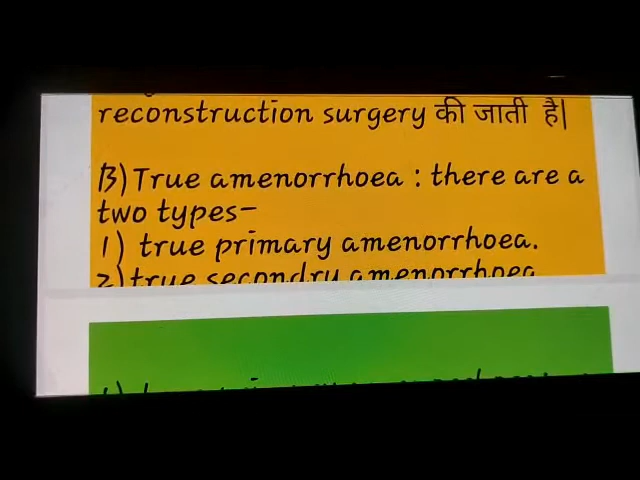 reconstruction surgery की जाती है|
B) True amenorrhoea : there are a
two types-
1) true primary amenorrhoea.
2) true secondry amenorrhoea